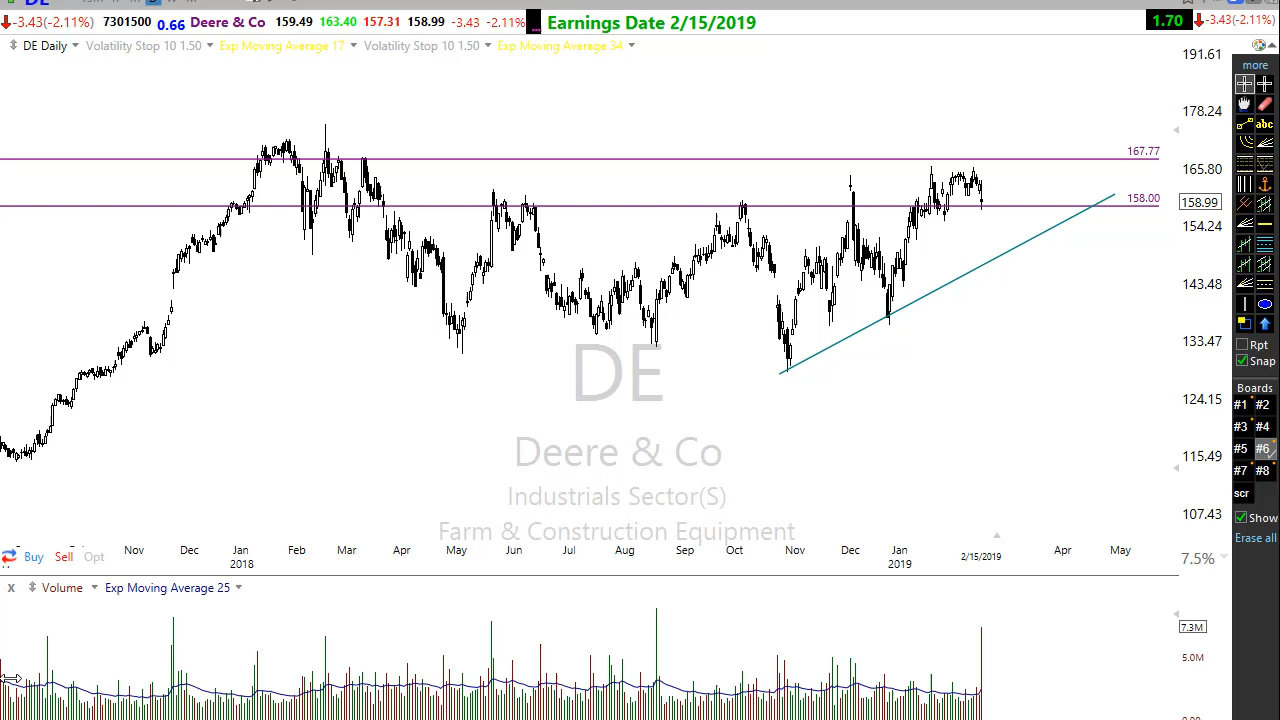 DE
-3.43(-2.11%) 7301500 0.66 Deere & Co 159.49 163.40 157.31 158.99 -3.43 -2.11% Earnings Date 2/15/2019 1.70 -3.43(-2.11%)
DE Daily Volatility Stop 10 1.50 Exp Moving Average 17 Volatility Stop 10 1.50 Exp Moving Average 34
191.61
178.24
167.77
165.80
158.00
158.99
154.24
143.48
133.47
124.15
115.49
107.43
DE
Deere & Co
Industrials Sector(S)
Farm & Construction Equipment
Nov Dec Jan Feb Mar Apr May Jun Jul Aug Sep Oct Nov Dec Jan 2/15/2019 Apr May
2018 2019
Buy Sell Opt
7.5%
X Volume Exp Moving Average 25
7.3M
5.0M
more
abc
Rpt
Snap
Boards
#1 #2
#3 #4
#5 #6
#7 #8
scr
Show
Erase all